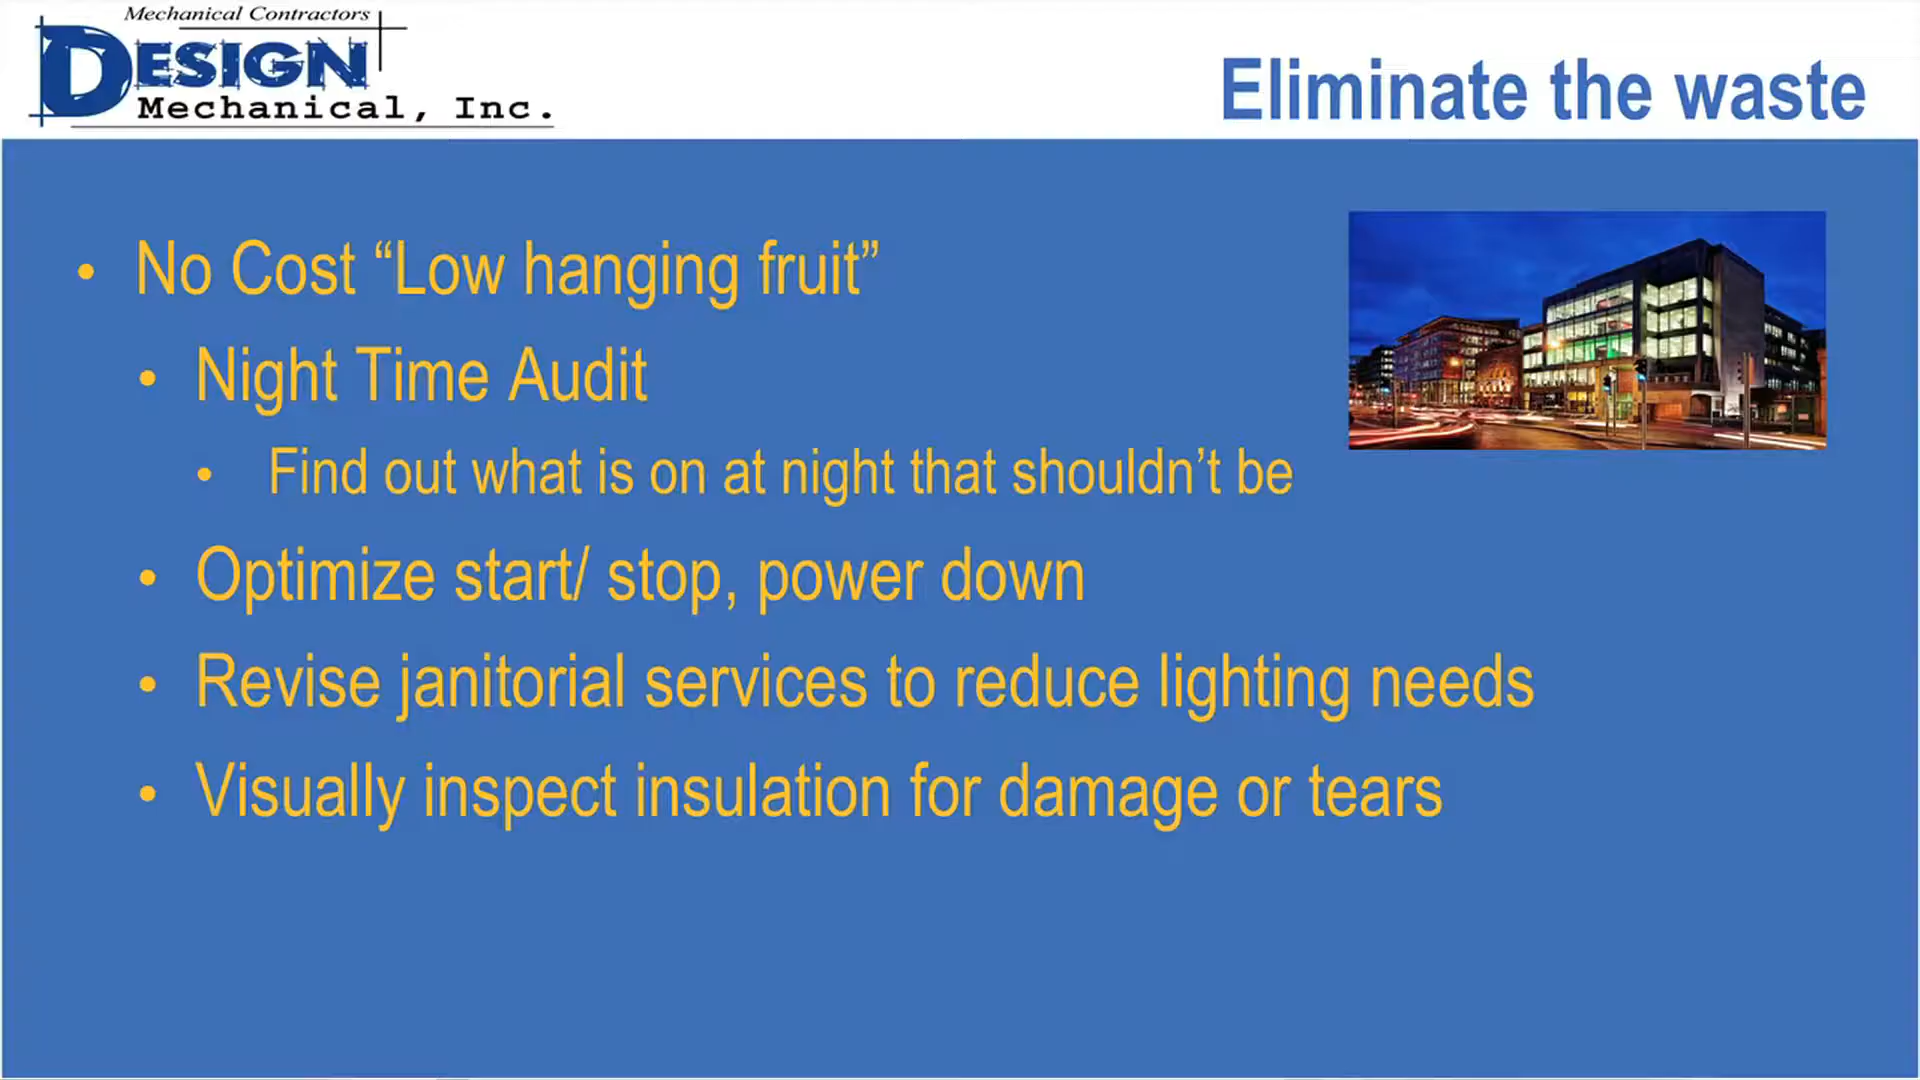 Mechanical Contractors
DESIGN
Mechanical, Inc.
Eliminate the waste
• No Cost “Low hanging fruit”
• Night Time Audit
• Find out what is on at night that shouldn’t be
• Optimize start/ stop, power down
• Revise janitorial services to reduce lighting needs
• Visually inspect insulation for damage or tears